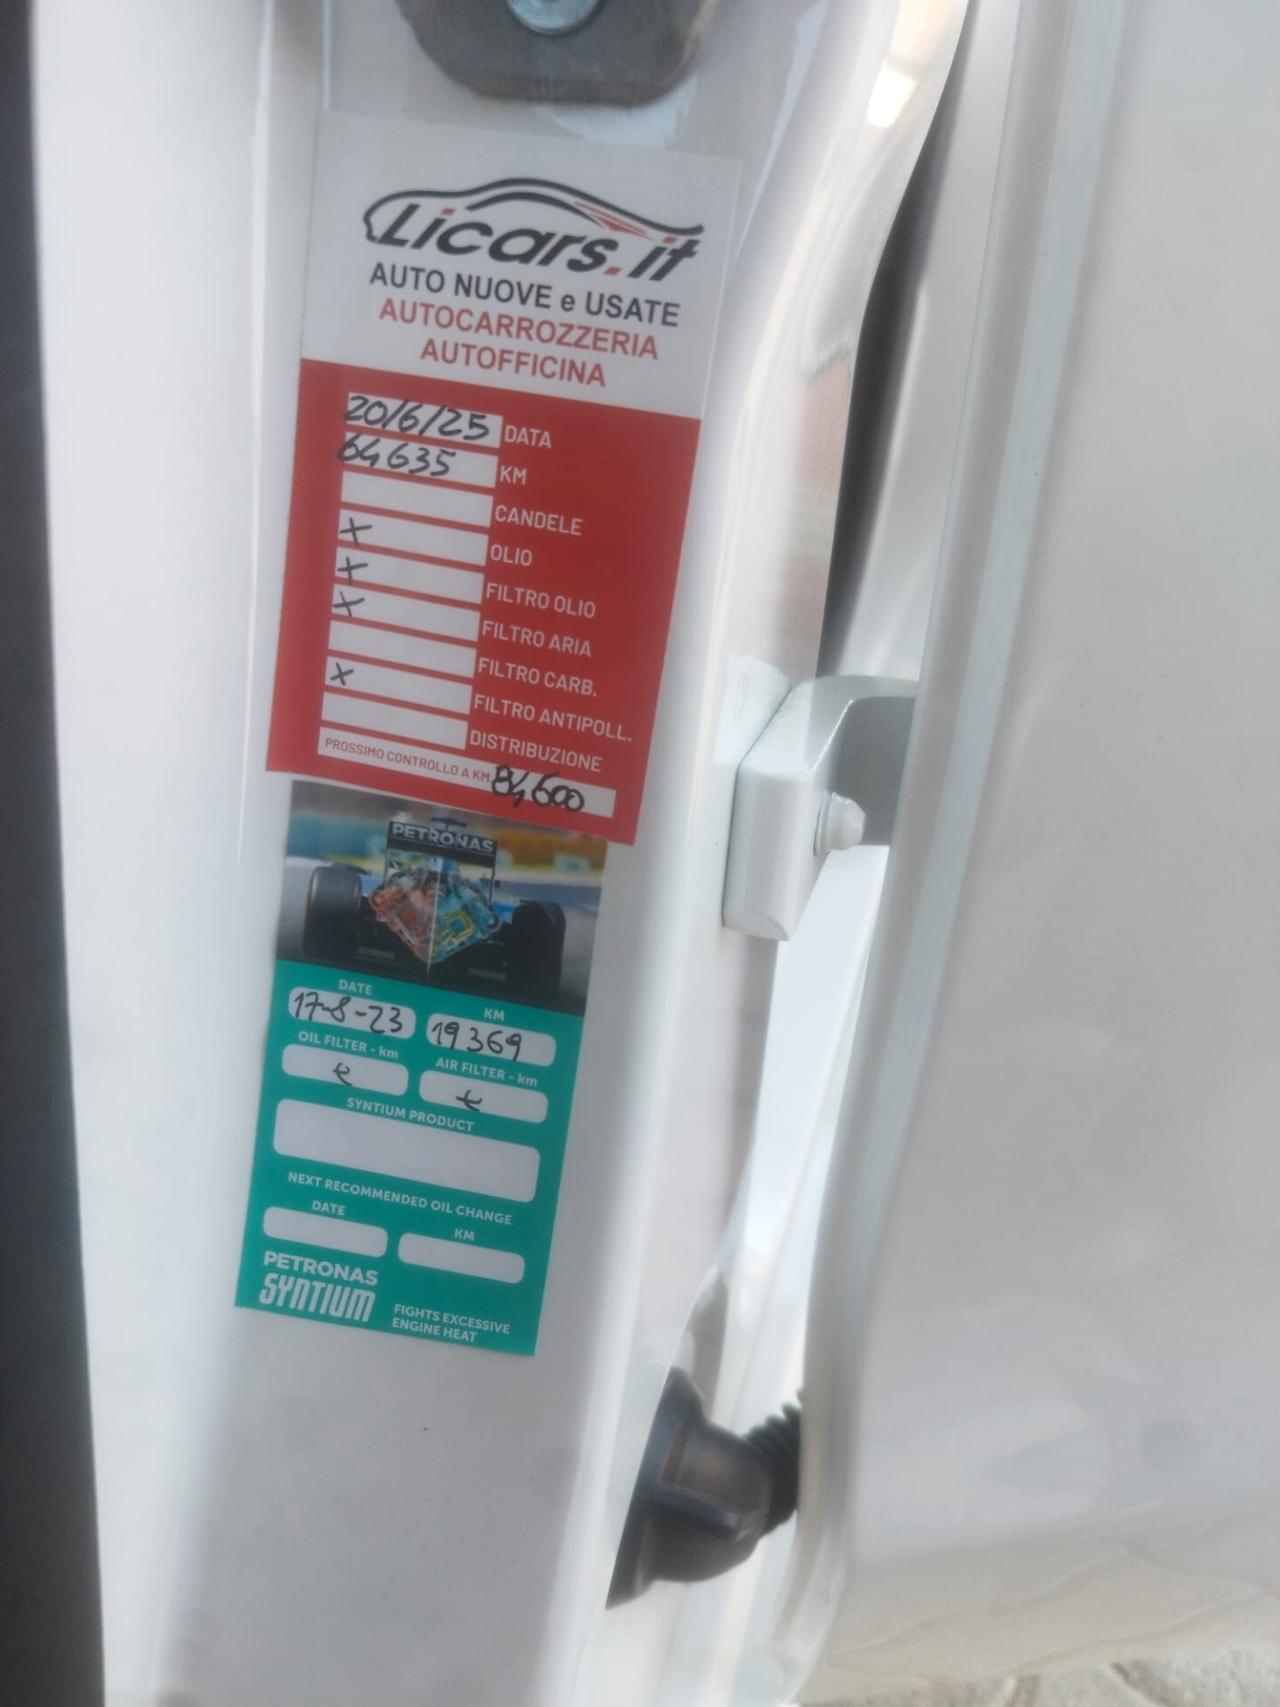 Licars.it
AUTO NUOVE e USATE
AUTOCARROZZERIA
AUTOFFICINA
20/6/25 DATA
64635 KM
CANDELE
x OLIO
x FILTRO OLIO
x FILTRO ARIA
FILTRO CARB.
x FILTRO ANTIPOLL.
DISTRIBUZIONE
PROSSIMO CONTROLLO A KM 84600
PETRONAS
DATE KM
17-8-23 19369
OIL FILTER - km AIR FILTER - km
SYNTIUM PRODUCT
NEXT RECOMMENDED OIL CHANGE
DATE KM
PETRONAS
SYNTIUM
FIGHTS EXCESSIVE
ENGINE HEAT